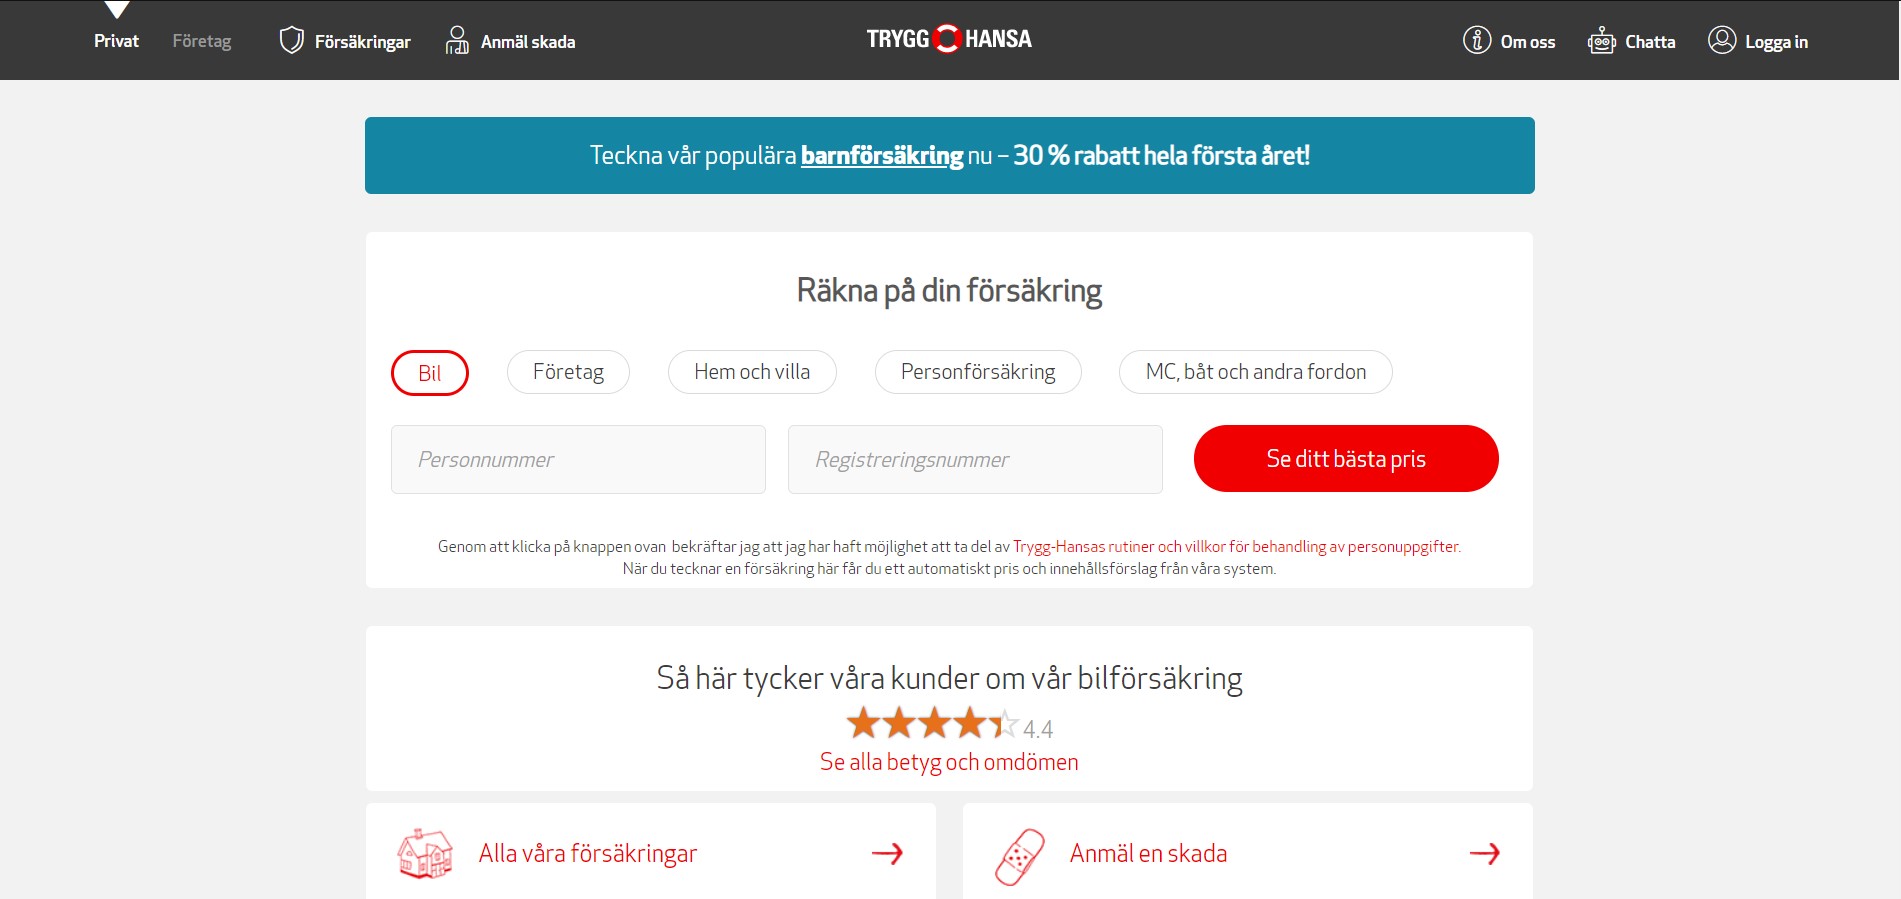 Privat
Företag
Försäkringar
Anmäl skada
TRYGG HANSA
Om oss
Chatta
Logga in
Teckna vår populära barnförsäkring nu – 30 % rabatt hela första året!
Räkna på din försäkring
Bil
Företag
Hem och villa
Personförsäkring
MC, båt och andra fordon
Personnummer
Registreringsnummer
Se ditt bästa pris
Genom att klicka på knappen ovan bekräftar jag att jag har haft möjlighet att ta del av Trygg-Hansas rutiner och villkor för behandling av personuppgifter.
När du tecknar en försäkring här får du ett automatiskt pris och innehållsförslag från våra system.
Så här tycker våra kunder om vår bilförsäkring
4.4
Se alla betyg och omdömen
Alla våra försäkringar
Anmäl en skada